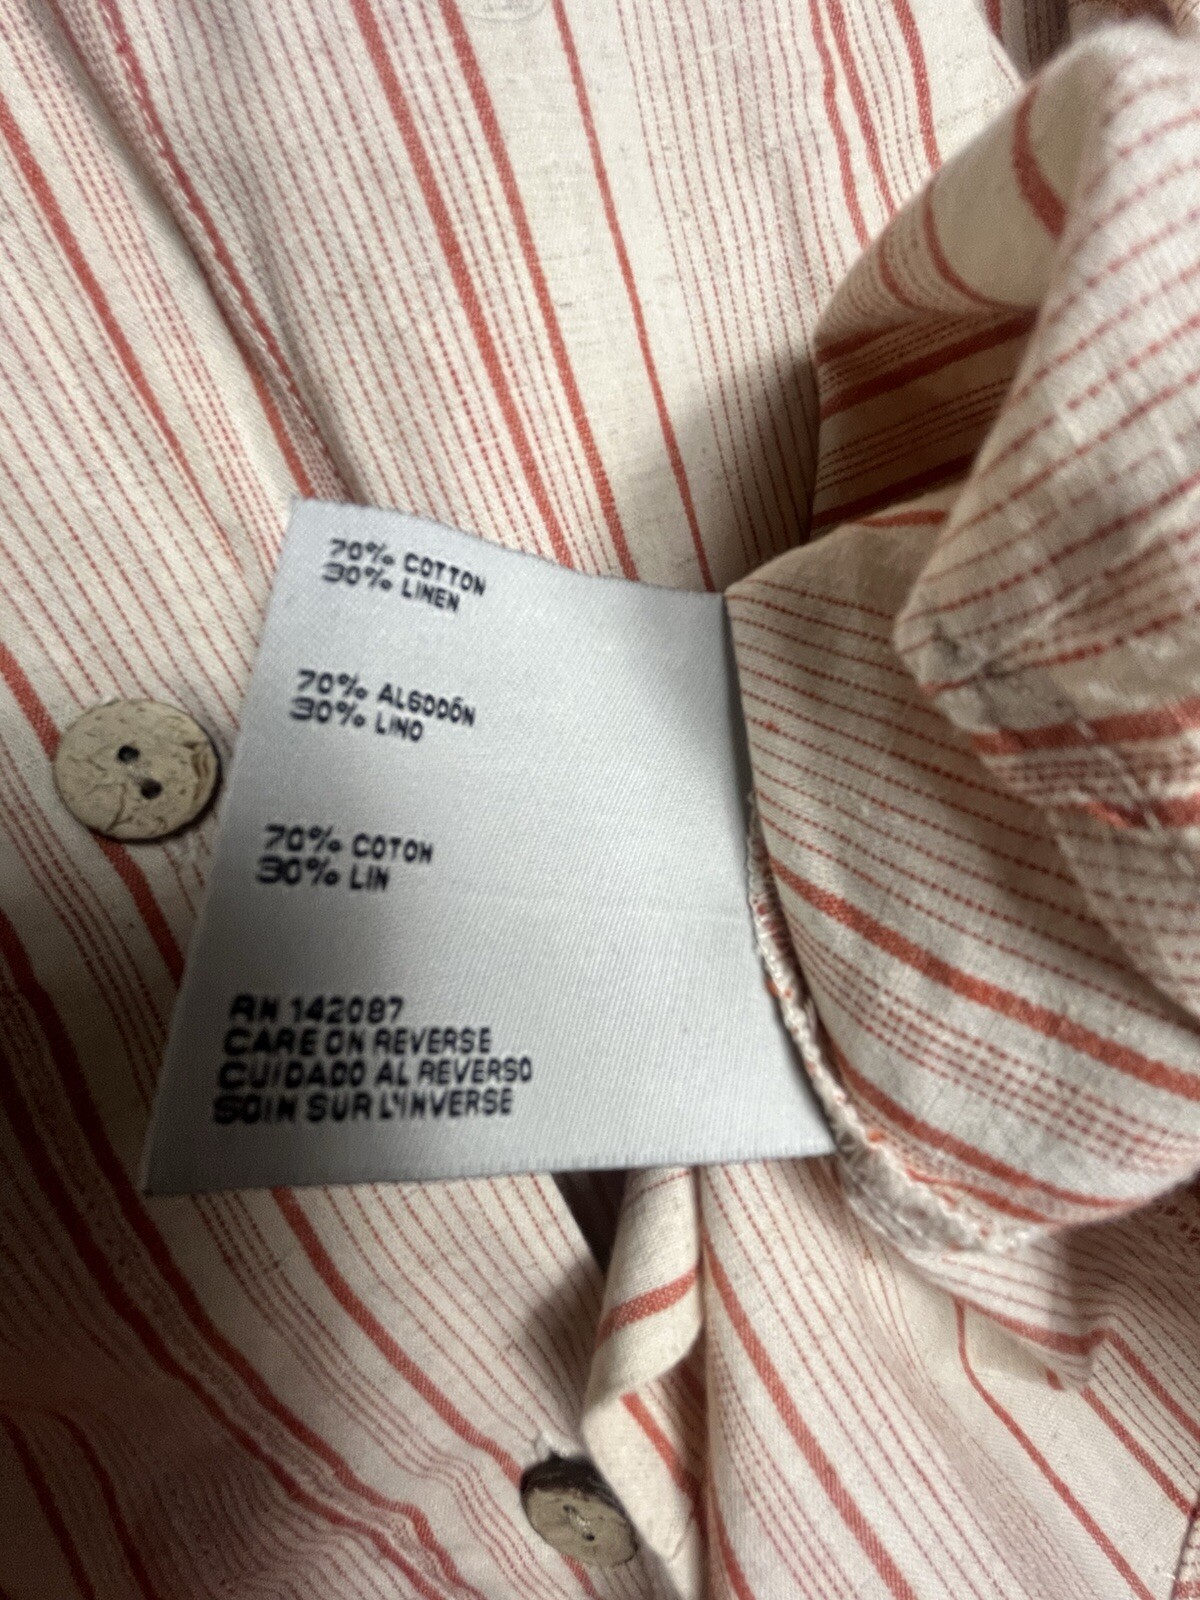 70% COTTON
30% LINEN
70% ALGODÓN
30% LINO
70% COTON
30% LIN
RN 142087
CARE ON REVERSE
CUIDADO AL REVERSO
SOIN SUR L'INVERSE